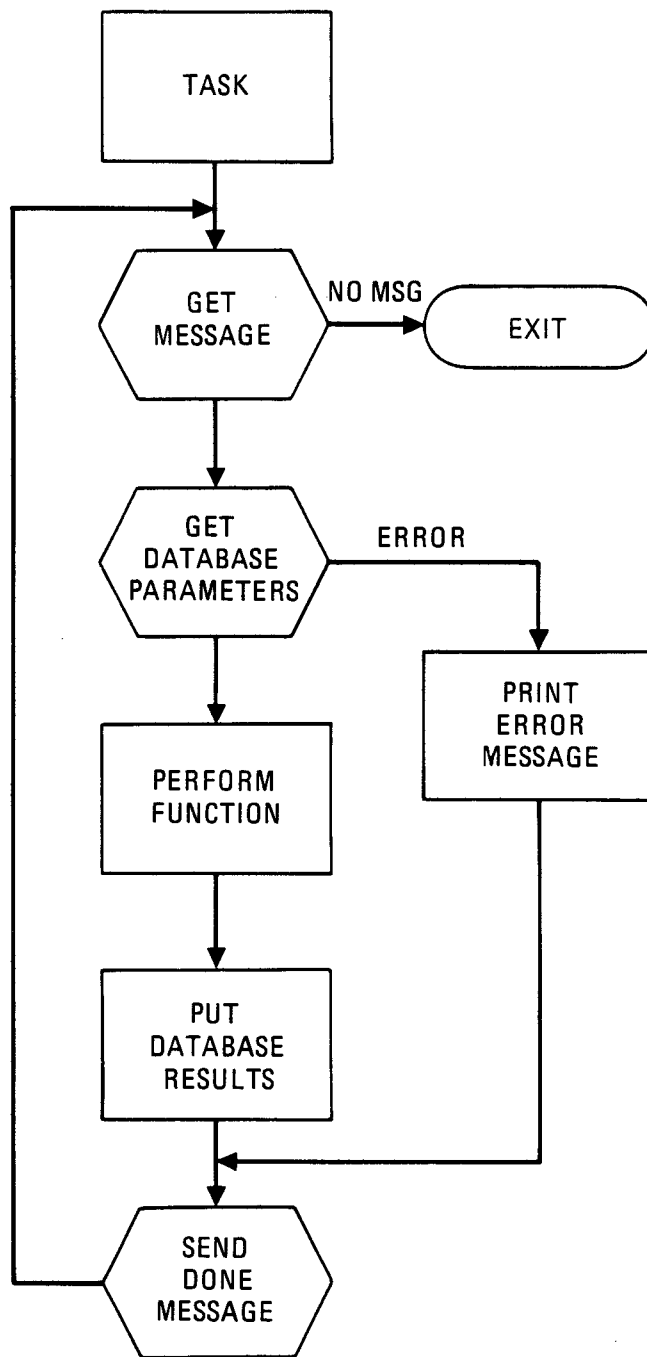 TASK
GET
MESSAGE
NO MSG
EXIT
GET
DATABASE
PARAMETERS
ERROR
PRINT
ERROR
MESSAGE
PERFORM
FUNCTION
PUT
DATABASE
RESULTS
SEND
DONE
MESSAGE